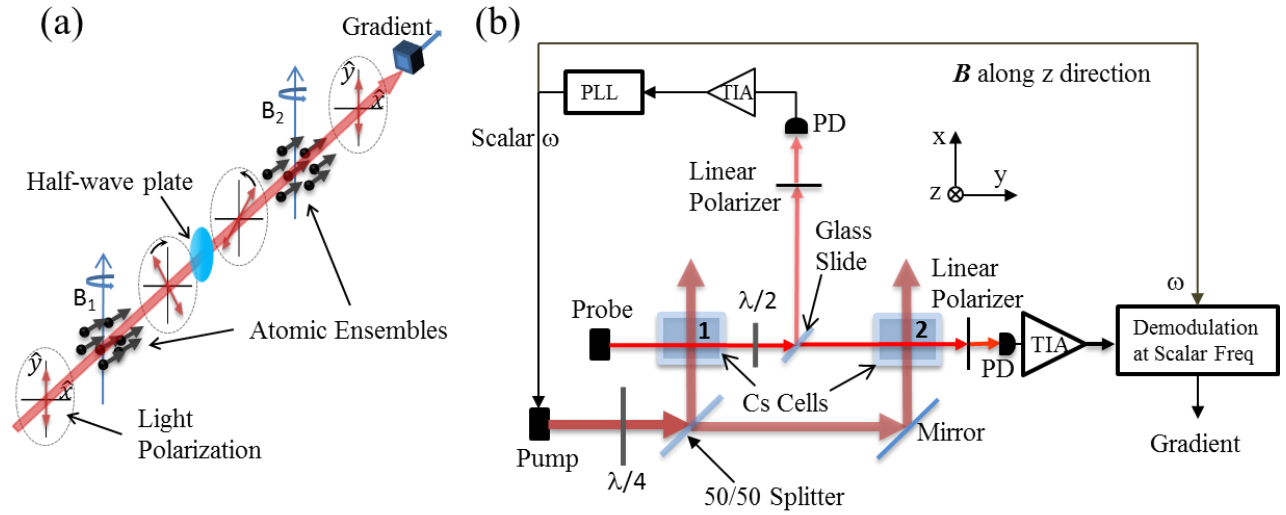 (a)
Gradient
ŷ
x̂
B2
Half-wave plate
B1
Atomic Ensembles
ŷ
x̂
Light
Polarization
(b)
B along z direction
PLL
TIA
PD
Scalar ω
x
y
z
Linear
Polarizer
Glass
Slide
Linear
Polarizer
ω
Probe
1
λ/2
2
PD
TIA
Demodulation
at Scalar Freq
Cs Cells
Pump
λ/4
Mirror
50/50 Splitter
Gradient